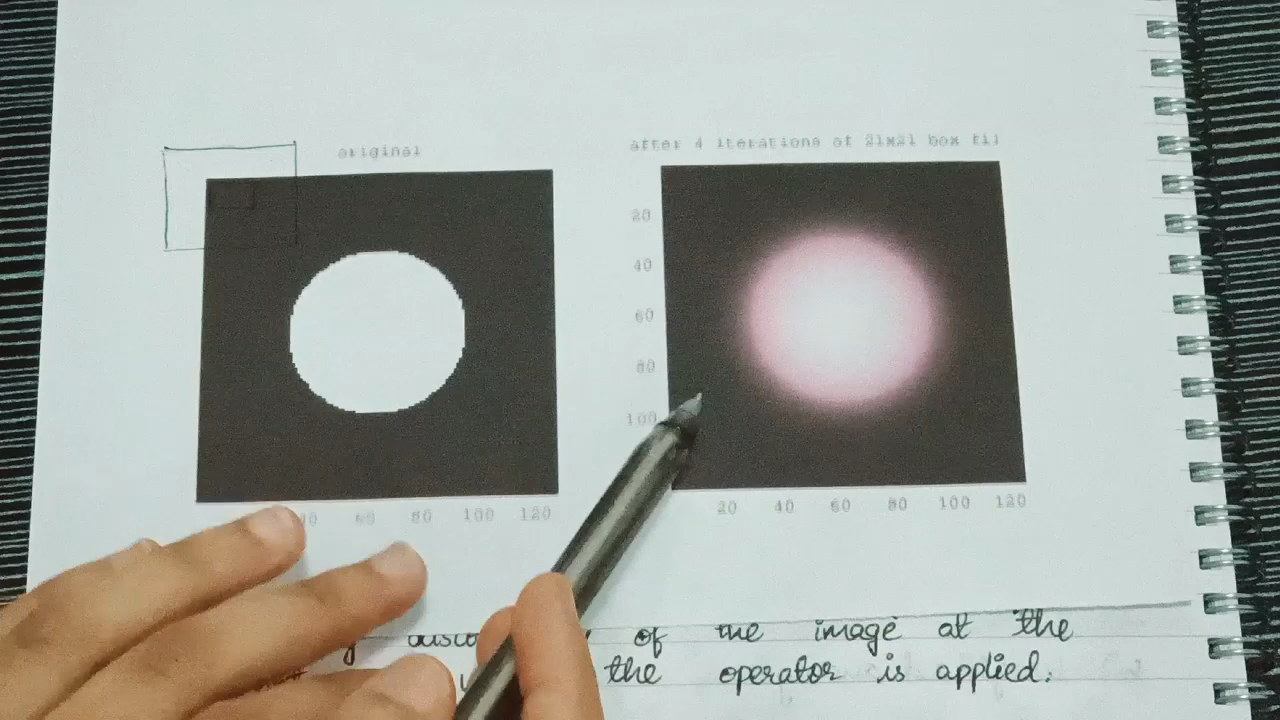 original
after 4 iterations of 21x21 box fil
20
40
60
80
100
60 80 100 120
20 40 60 80 100 120
of the image at the
the operator is applied.